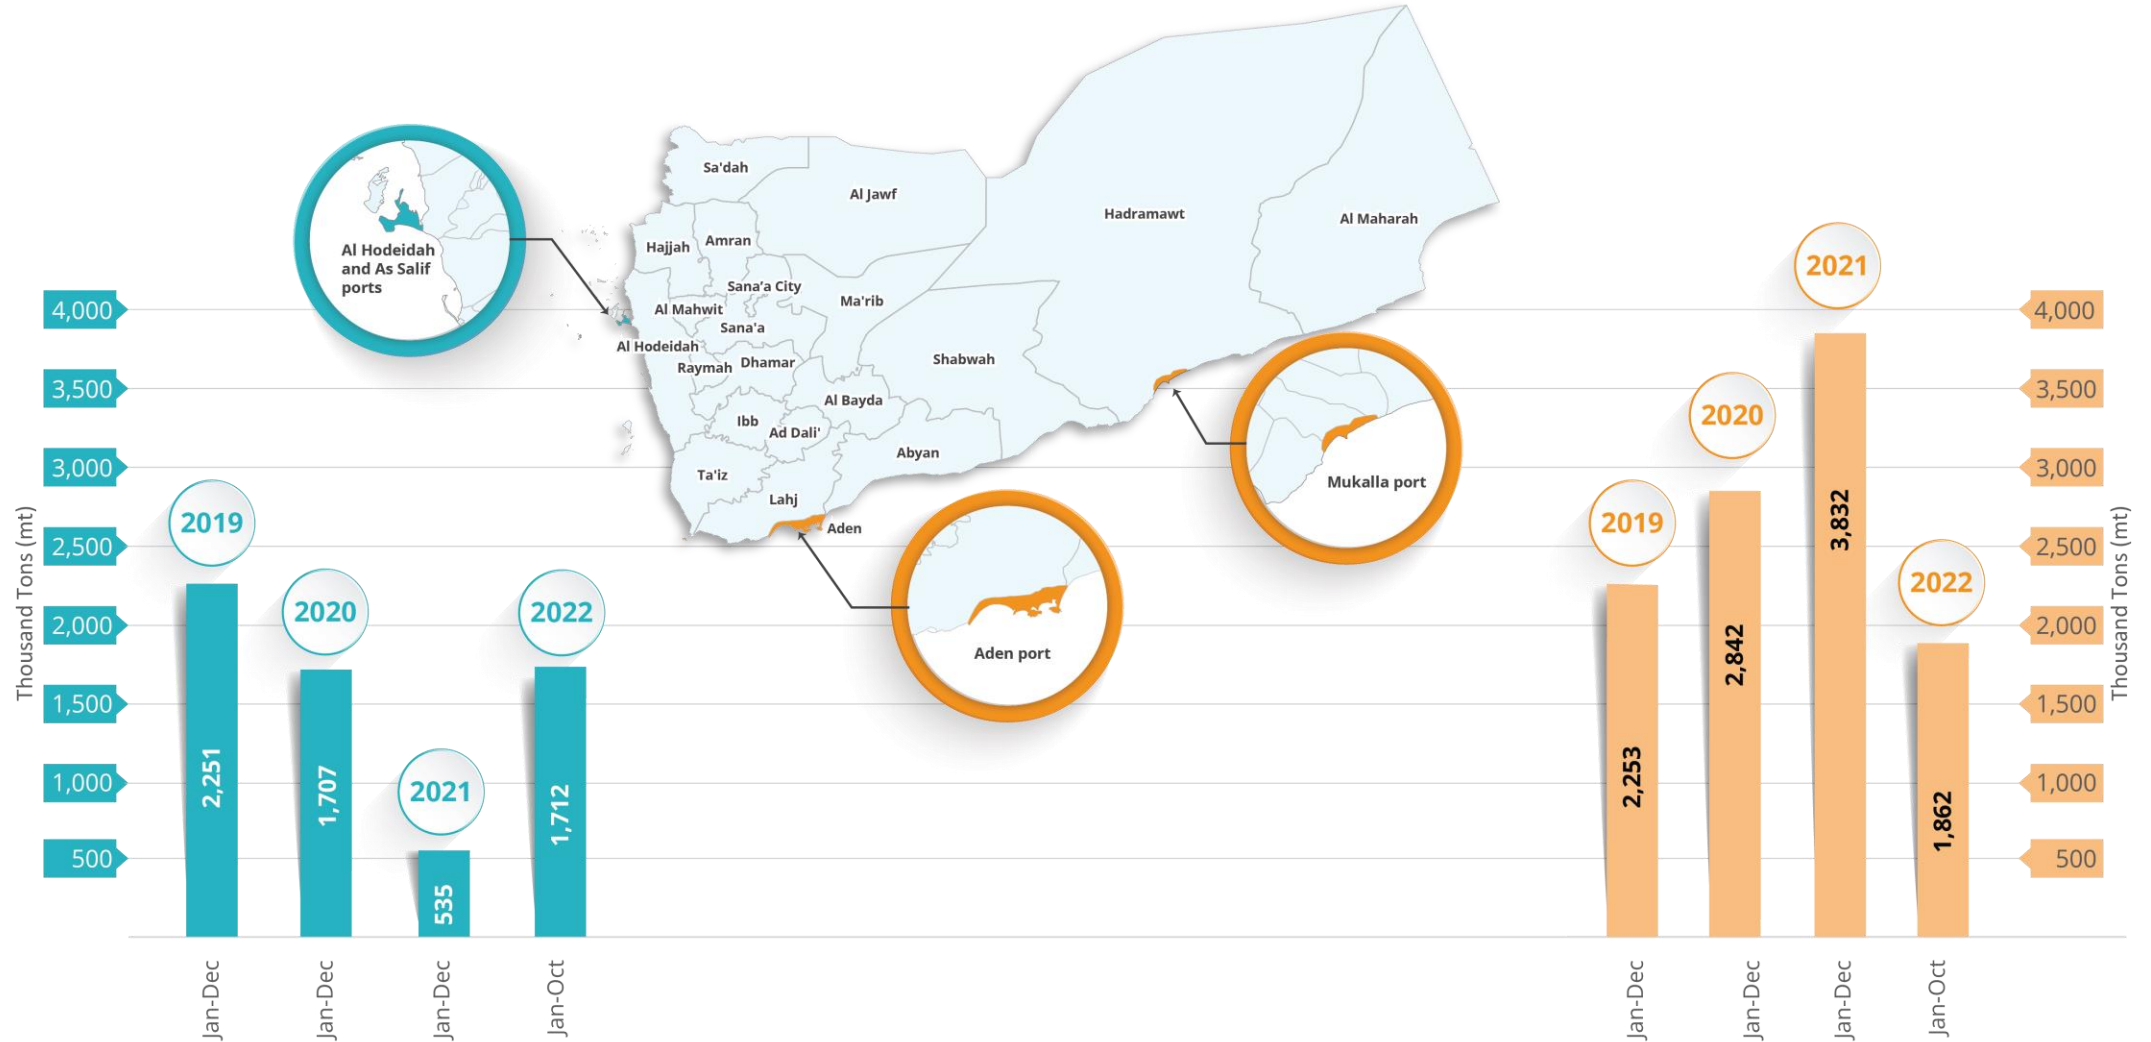 Al Hodeidah
and As Salif
ports
Sa'dah
Al Jawf
Hadramawt
Al Maharah
Hajjah
Amran
Sana'a City
Al Mahwit
Ma'rib
Sana'a
Al Hodeidah
Raymah
Dhamar
Shabwah
Al Bayda
Ibb
Ad Dali'
Abyan
Ta'iz
Lahj
Aden
Aden port
Mukalla port
Thousand Tons (mt)
4,000
3,500
3,000
2,500
2,000
1,500
1,000
500
2019
2020
2021
2022
2,251
1,707
535
1,712
Jan-Dec
Jan-Dec
Jan-Dec
Jan-Oct
2019
2020
2021
2022
2,253
2,842
3,832
1,862
Jan-Dec
Jan-Dec
Jan-Dec
Jan-Oct
4,000
3,500
3,000
2,500
2,000
1,500
1,000
500
Thousand Tons (mt)